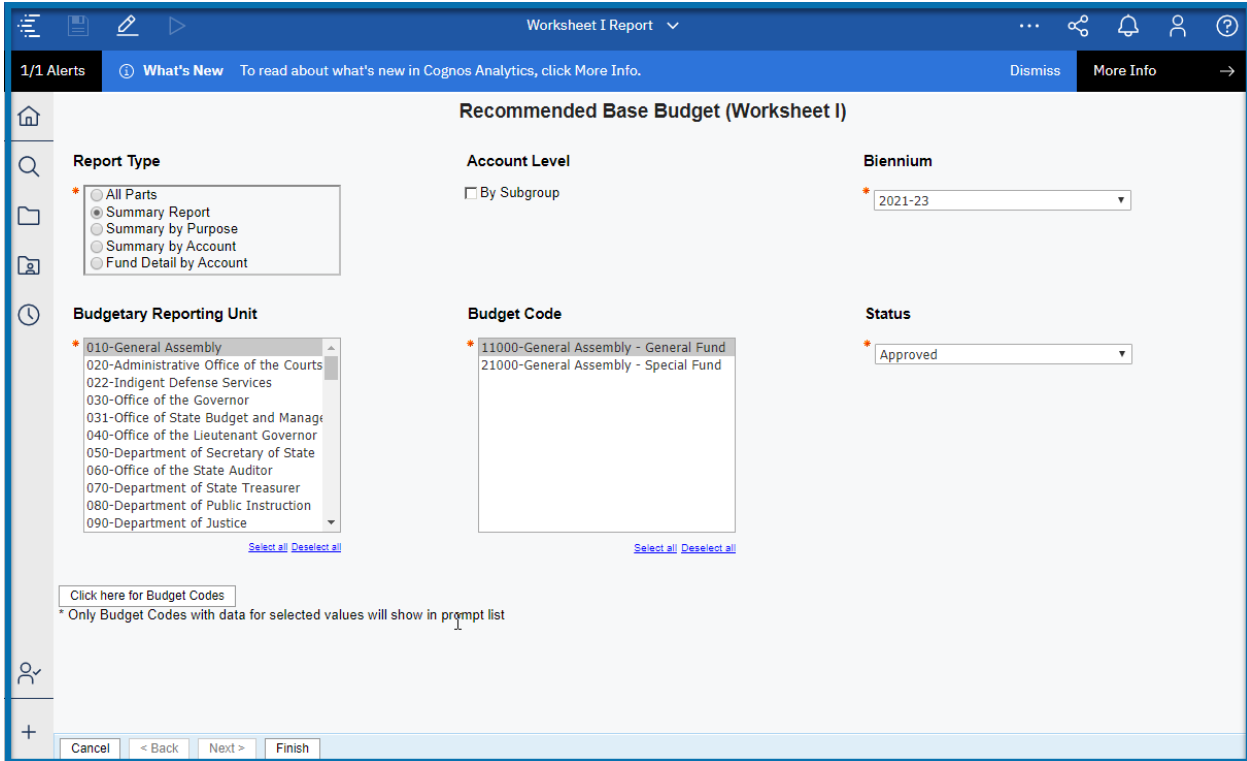 Worksheet I Report
1/1 Alerts
What's New To read about what's new in Cognos Analytics, click More Info.
Dismiss
More Info
Recommended Base Budget (Worksheet I)
Report Type
* All Parts
Summary Report
Summary by Purpose
Summary by Account
Fund Detail by Account
Account Level
By Subgroup
Biennium
* 2021-23
Budgetary Reporting Unit
* 010-General Assembly
020-Administrative Office of the Courts
022-Indigent Defense Services
030-Office of the Governor
031-Office of State Budget and Manage
040-Office of the Lieutenant Governor
050-Department of Secretary of State
060-Office of the State Auditor
070-Department of State Treasurer
080-Department of Public Instruction
090-Department of Justice
Select all Deselect all
Budget Code
* 11000-General Assembly - General Fund
21000-General Assembly - Special Fund
Select all Deselect all
Status
* Approved
Click here for Budget Codes
* Only Budget Codes with data for selected values will show in prompt list
Cancel
< Back
Next >
Finish